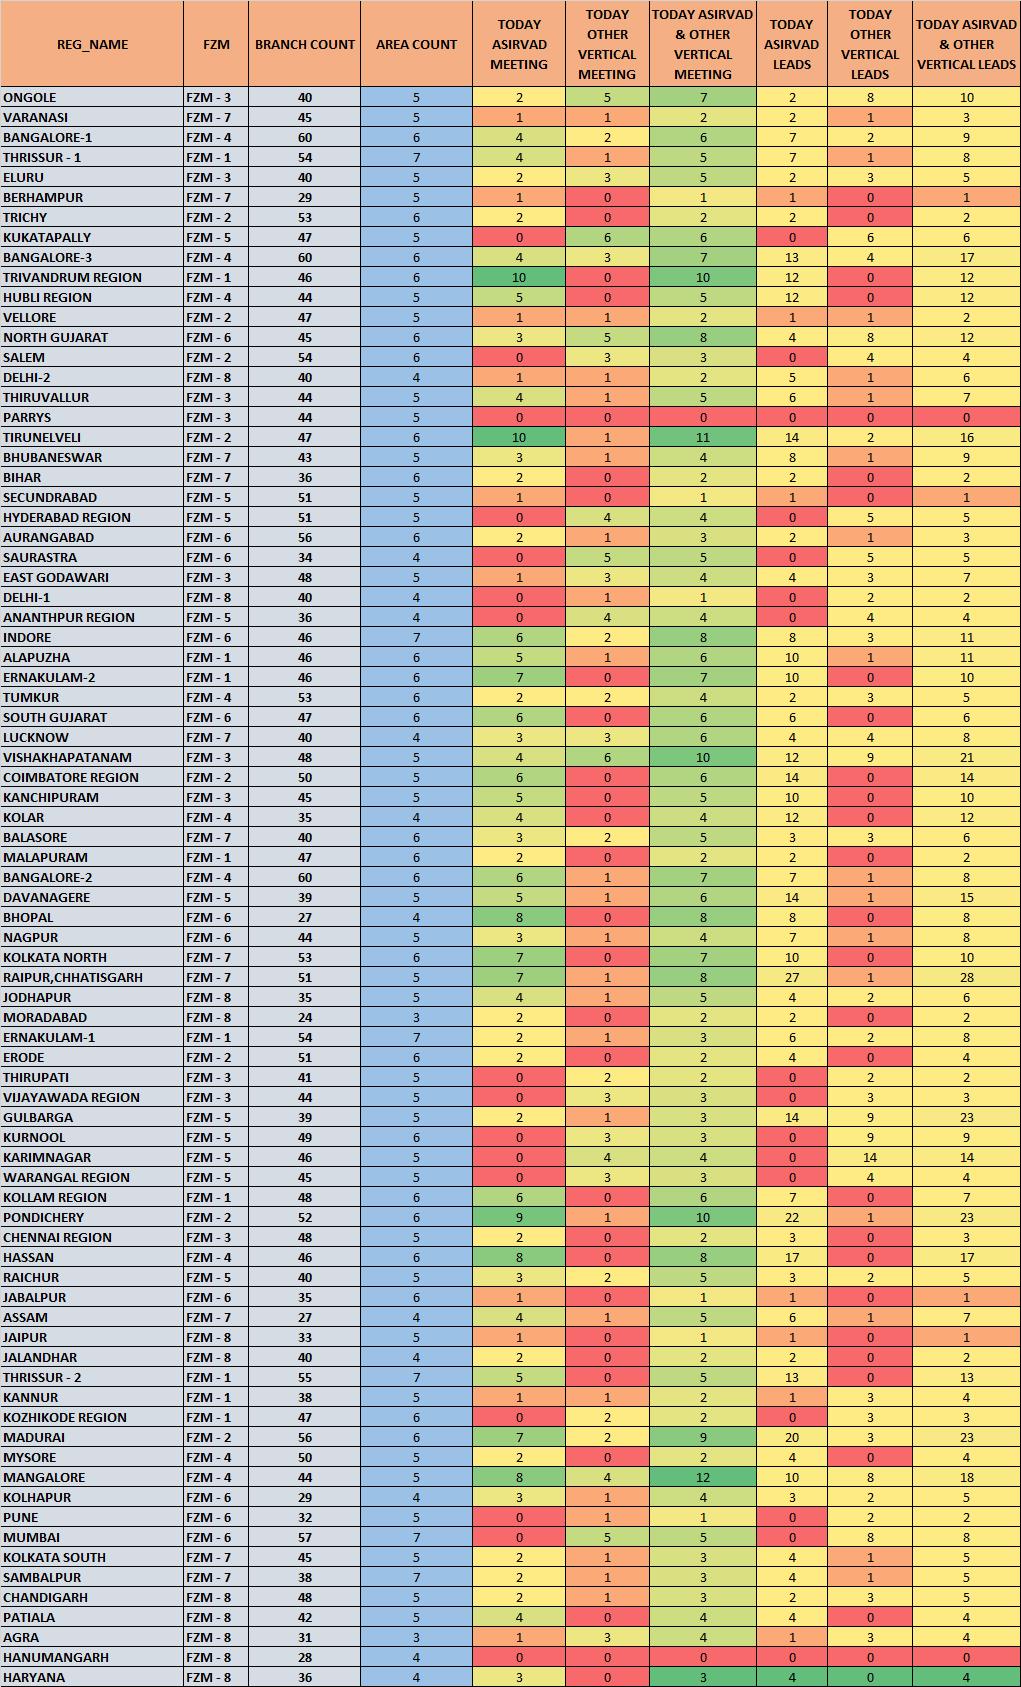 REG_NAME FZM BRANCH COUNT AREA COUNT TODAY ASIRVAD MEETING TODAY OTHER VERTICAL MEETING TODAY ASIRVAD & OTHER VERTICAL MEETING TODAY ASIRVAD LEADS TODAY OTHER VERTICAL LEADS TODAY ASIRVAD & OTHER VERTICAL LEADS
ONGOLE FZM - 3 40 5 2 5 7 2 8 10
VARANASI FZM - 7 45 5 1 1 2 2 1 3
BANGALORE-1 FZM - 4 60 6 4 2 6 7 2 9
THRISSUR - 1 FZM - 1 54 7 4 1 5 7 1 8
ELURU FZM - 3 40 5 2 3 5 2 3 5
BERHAMPUR FZM - 7 29 5 1 0 1 1 0 1
TRICHY FZM - 2 53 6 2 0 2 2 0 2
KUKATAPALLY FZM - 5 47 5 0 6 6 0 6 6
BANGALORE-3 FZM - 4 60 6 4 3 7 13 4 17
TRIVANDRUM REGION FZM - 1 46 6 10 0 10 12 0 12
HUBLI REGION FZM - 4 44 5 5 0 5 12 0 12
VELLORE FZM - 2 47 5 1 1 2 1 1 2
NORTH GUJARAT FZM - 6 45 6 3 5 8 4 8 12
SALEM FZM - 2 54 6 0 3 3 0 4 4
DELHI-2 FZM - 8 40 4 1 1 2 5 1 6
THIRUVALLUR FZM - 3 44 5 4 1 5 6 1 7
PARRYS FZM - 3 44 5 0 0 0 0 0 0
TIRUNELVELI FZM - 2 47 6 10 1 11 14 2 16
BHUBANESWAR FZM - 7 43 5 3 1 4 8 1 9
BIHAR FZM - 7 36 6 2 0 2 2 0 2
SECUNDRABAD FZM - 5 51 5 1 0 1 1 0 1
HYDERABAD REGION FZM - 5 51 5 0 4 4 0 5 5
AURANGABAD FZM - 6 56 6 2 1 3 2 1 3
SAURASTRA FZM - 6 34 4 0 5 5 0 5 5
EAST GODAWARI FZM - 3 48 5 1 3 4 4 3 7
DELHI-1 FZM - 8 40 4 0 1 1 0 2 2
ANANTHPUR REGION FZM - 5 36 4 0 4 4 0 4 4
INDORE FZM - 6 46 7 6 2 8 8 3 11
ALAPUZHA FZM - 1 46 6 5 1 6 10 1 11
ERNAKULAM-2 FZM - 1 46 6 7 0 7 10 0 10
TUMKUR FZM - 4 53 6 2 2 4 2 3 5
SOUTH GUJARAT FZM - 6 47 6 6 0 6 6 0 6
LUCKNOW FZM - 7 40 4 3 3 6 4 4 8
VISHAKHAPATANAM FZM - 3 48 5 4 6 10 12 9 21
COIMBATORE REGION FZM - 2 50 5 6 0 6 14 0 14
KANCHIPURAM FZM - 3 45 5 5 0 5 10 0 10
KOLAR FZM - 4 35 4 4 0 4 12 0 12
BALASORE FZM - 7 40 6 3 2 5 3 3 6
MALAPURAM FZM - 1 47 6 2 0 2 2 0 2
BANGALORE-2 FZM - 4 60 6 6 1 7 7 1 8
DAVANAGERE FZM - 5 39 5 5 1 6 14 1 15
BHOPAL FZM - 6 27 4 8 0 8 8 0 8
NAGPUR FZM - 6 44 5 3 1 4 7 1 8
KOLKATA NORTH FZM - 7 53 6 7 0 7 10 0 10
RAIPUR,CHHATISGARH FZM - 7 51 5 7 1 8 27 1 28
JODHAPUR FZM - 8 35 5 4 1 5 4 2 6
MORADABAD FZM - 8 24 3 2 0 2 2 0 2
ERNAKULAM-1 FZM - 1 54 7 2 1 3 6 2 8
ERODE FZM - 2 51 6 2 0 2 4 0 4
THIRUPATI FZM - 3 41 5 0 2 2 0 2 2
VIJAYAWADA REGION FZM - 3 44 5 0 3 3 0 3 3
GULBARGA FZM - 5 39 5 2 1 3 14 9 23
KURNOOL FZM - 5 49 6 0 3 3 0 9 9
KARIMNAGAR FZM - 5 46 5 0 4 4 0 14 14
WARANGAL REGION FZM - 5 45 5 0 3 3 0 4 4
KOLLAM REGION FZM - 1 48 6 6 0 6 7 0 7
PONDICHERY FZM - 2 52 6 9 1 10 22 1 23
CHENNAI REGION FZM - 3 48 5 2 0 2 3 0 3
HASSAN FZM - 4 46 6 8 0 8 17 0 17
RAICHUR FZM - 5 40 5 3 2 5 3 2 5
JABALPUR FZM - 6 35 6 1 0 1 1 0 1
ASSAM FZM - 7 27 4 4 1 5 6 1 7
JAIPUR FZM - 8 33 5 1 0 1 1 0 1
JALANDHAR FZM - 8 40 4 2 0 2 2 0 2
THRISSUR - 2 FZM - 1 55 7 5 0 5 13 0 13
KANNUR FZM - 1 38 5 1 1 2 1 3 4
KOZHIKODE REGION FZM - 1 47 6 0 2 2 0 3 3
MADURAI FZM - 2 56 6 7 2 9 20 3 23
MYSORE FZM - 4 50 5 2 0 2 4 0 4
MANGALORE FZM - 4 44 5 8 4 12 10 8 18
KOLHAPUR FZM - 6 29 4 3 1 4 3 2 5
PUNE FZM - 6 32 5 0 1 1 0 2 2
MUMBAI FZM - 6 57 7 0 5 5 0 8 8
KOLKATA SOUTH FZM - 7 45 5 2 1 3 4 1 5
SAMBALPUR FZM - 7 38 7 2 1 3 4 1 5
CHANDIGARH FZM - 8 48 5 2 1 3 2 3 5
PATIALA FZM - 8 42 5 4 0 4 4 0 4
AGRA FZM - 8 31 3 1 3 4 1 3 4
HANUMANGARH FZM - 8 28 4 0 0 0 0 0 0
HARYANA FZM - 8 36 4 3 0 3 4 0 4